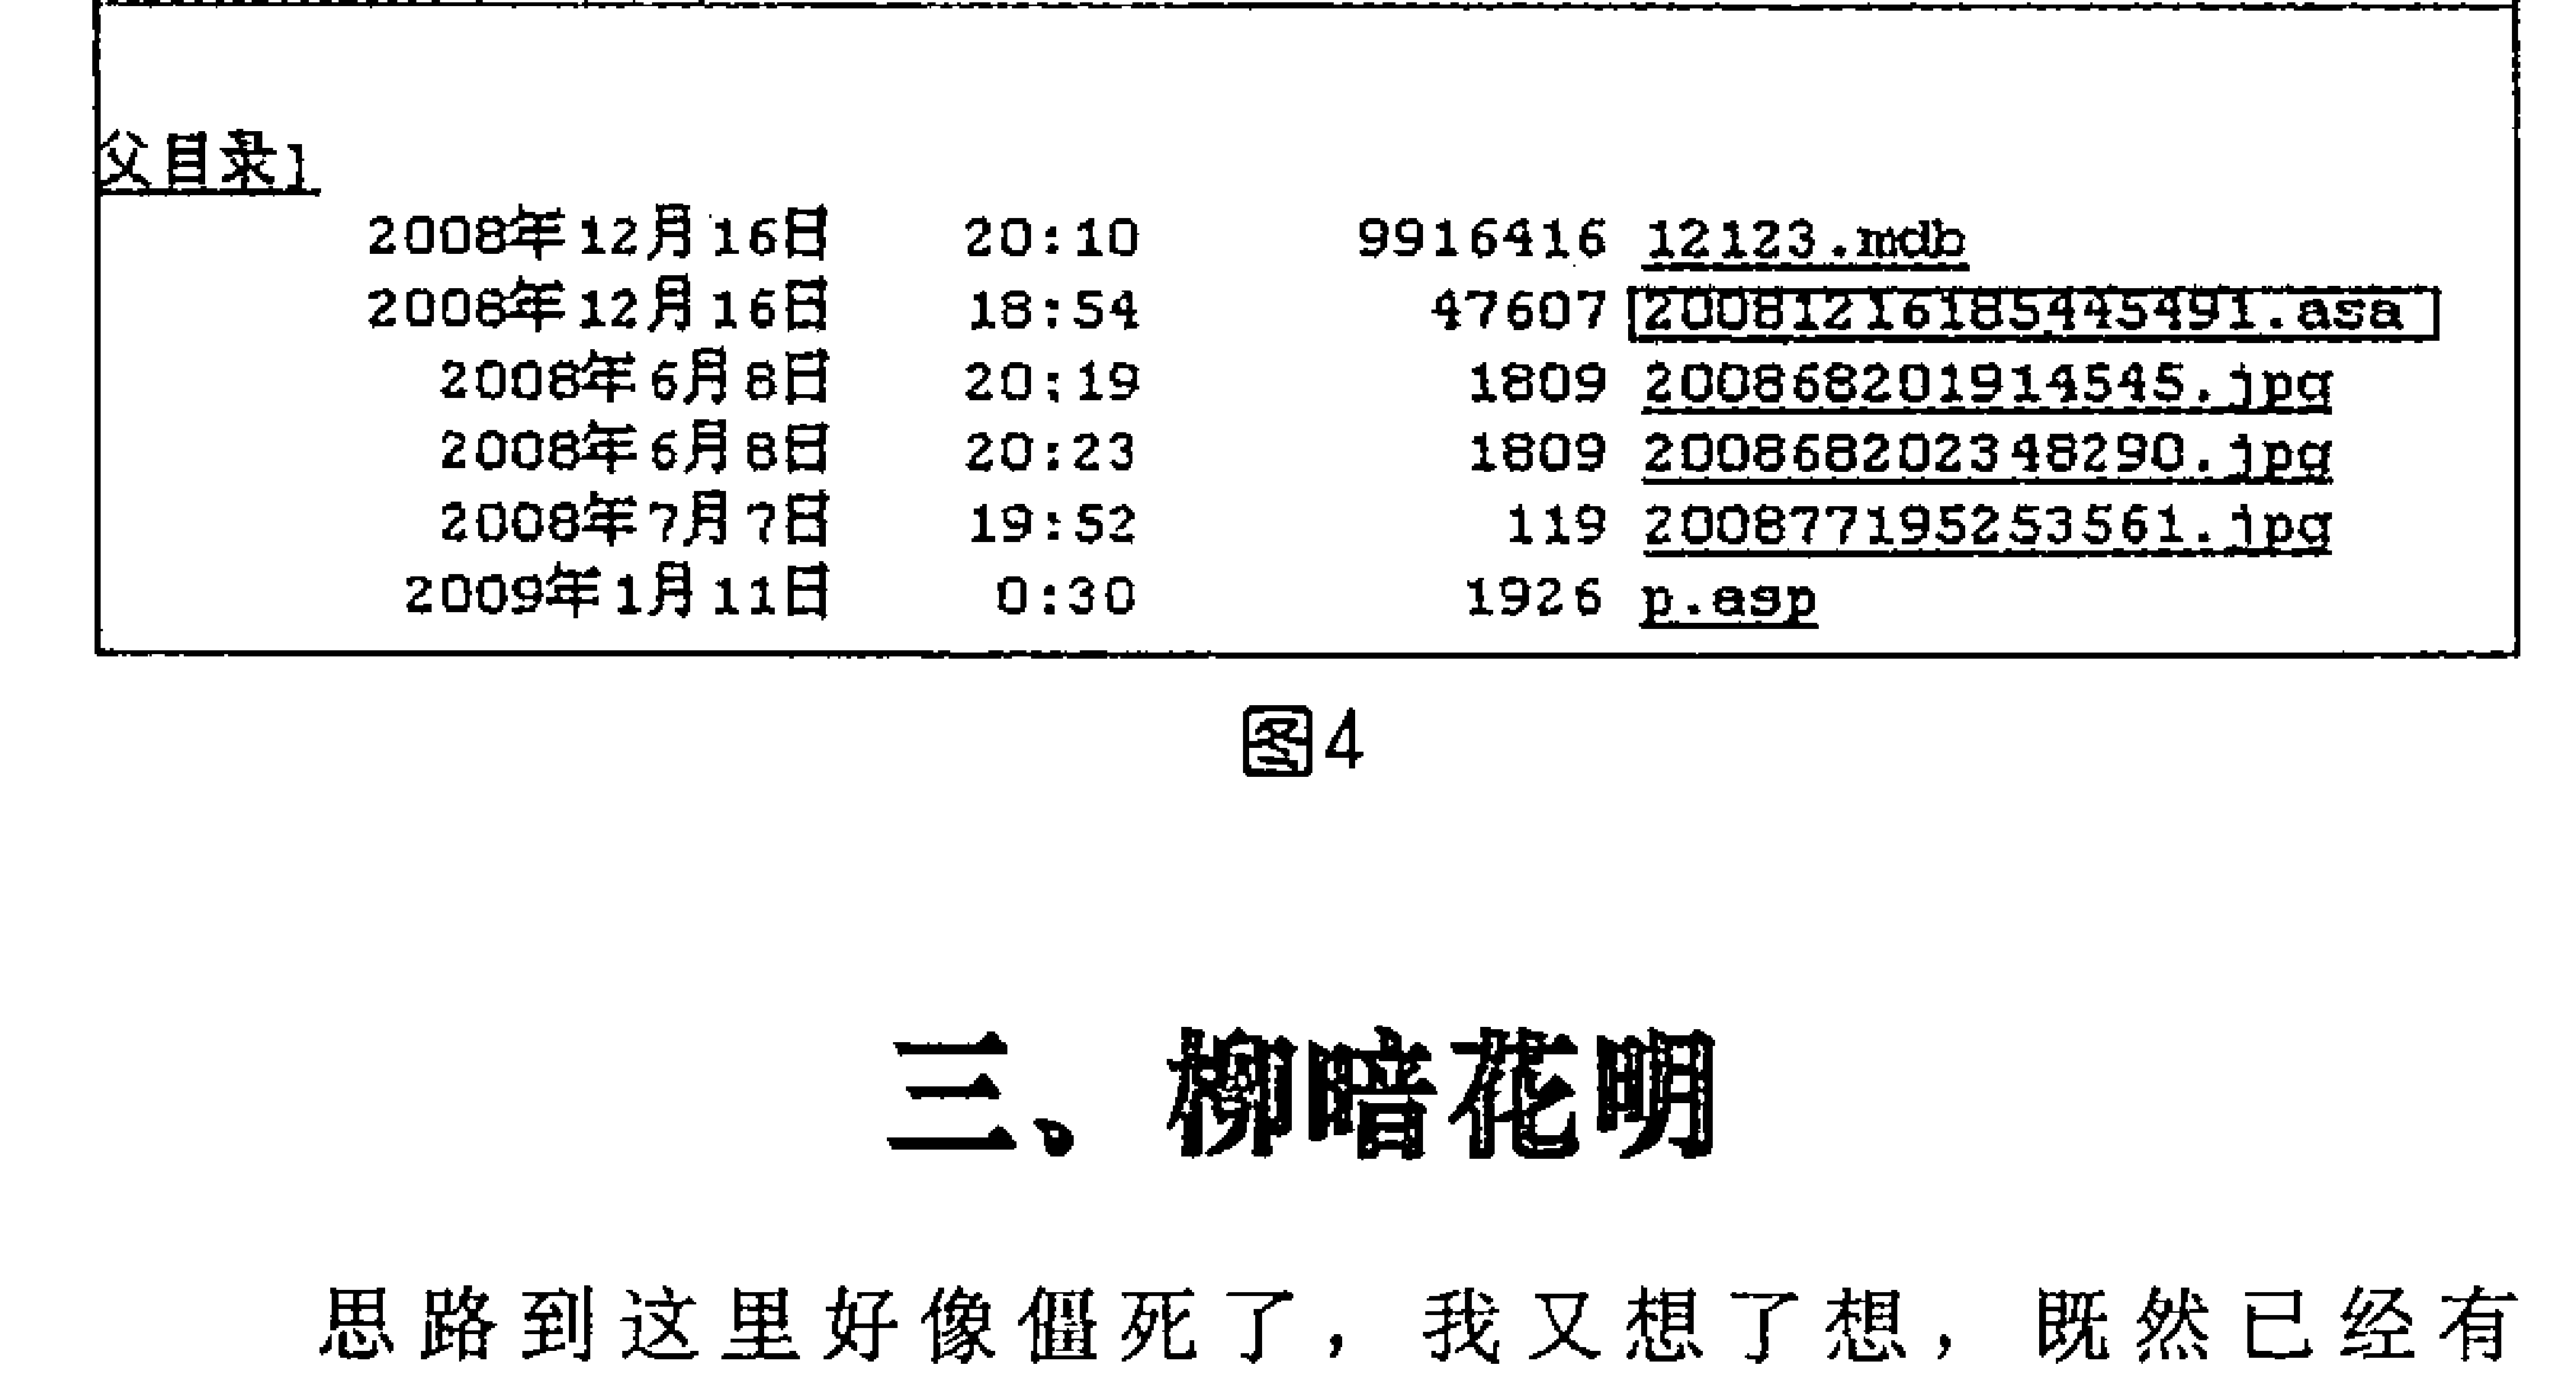 父目录]
2008年12月16日 20:10 9916416 12123.mdb
2008年12月16日 18:54 47607 20081216185445491.asa
2008年6月8日 20:19 1809 200868201914545.jpg
2008年6月8日 20:23 1809 200868202348290.jpg
2008年7月7日 19:52 119 200877195253561.jpg
2009年1月11日 0:30 1926 p.asp
图4
三、柳暗花明
思路到这里好像僵死了，我又想了想，既然已经有